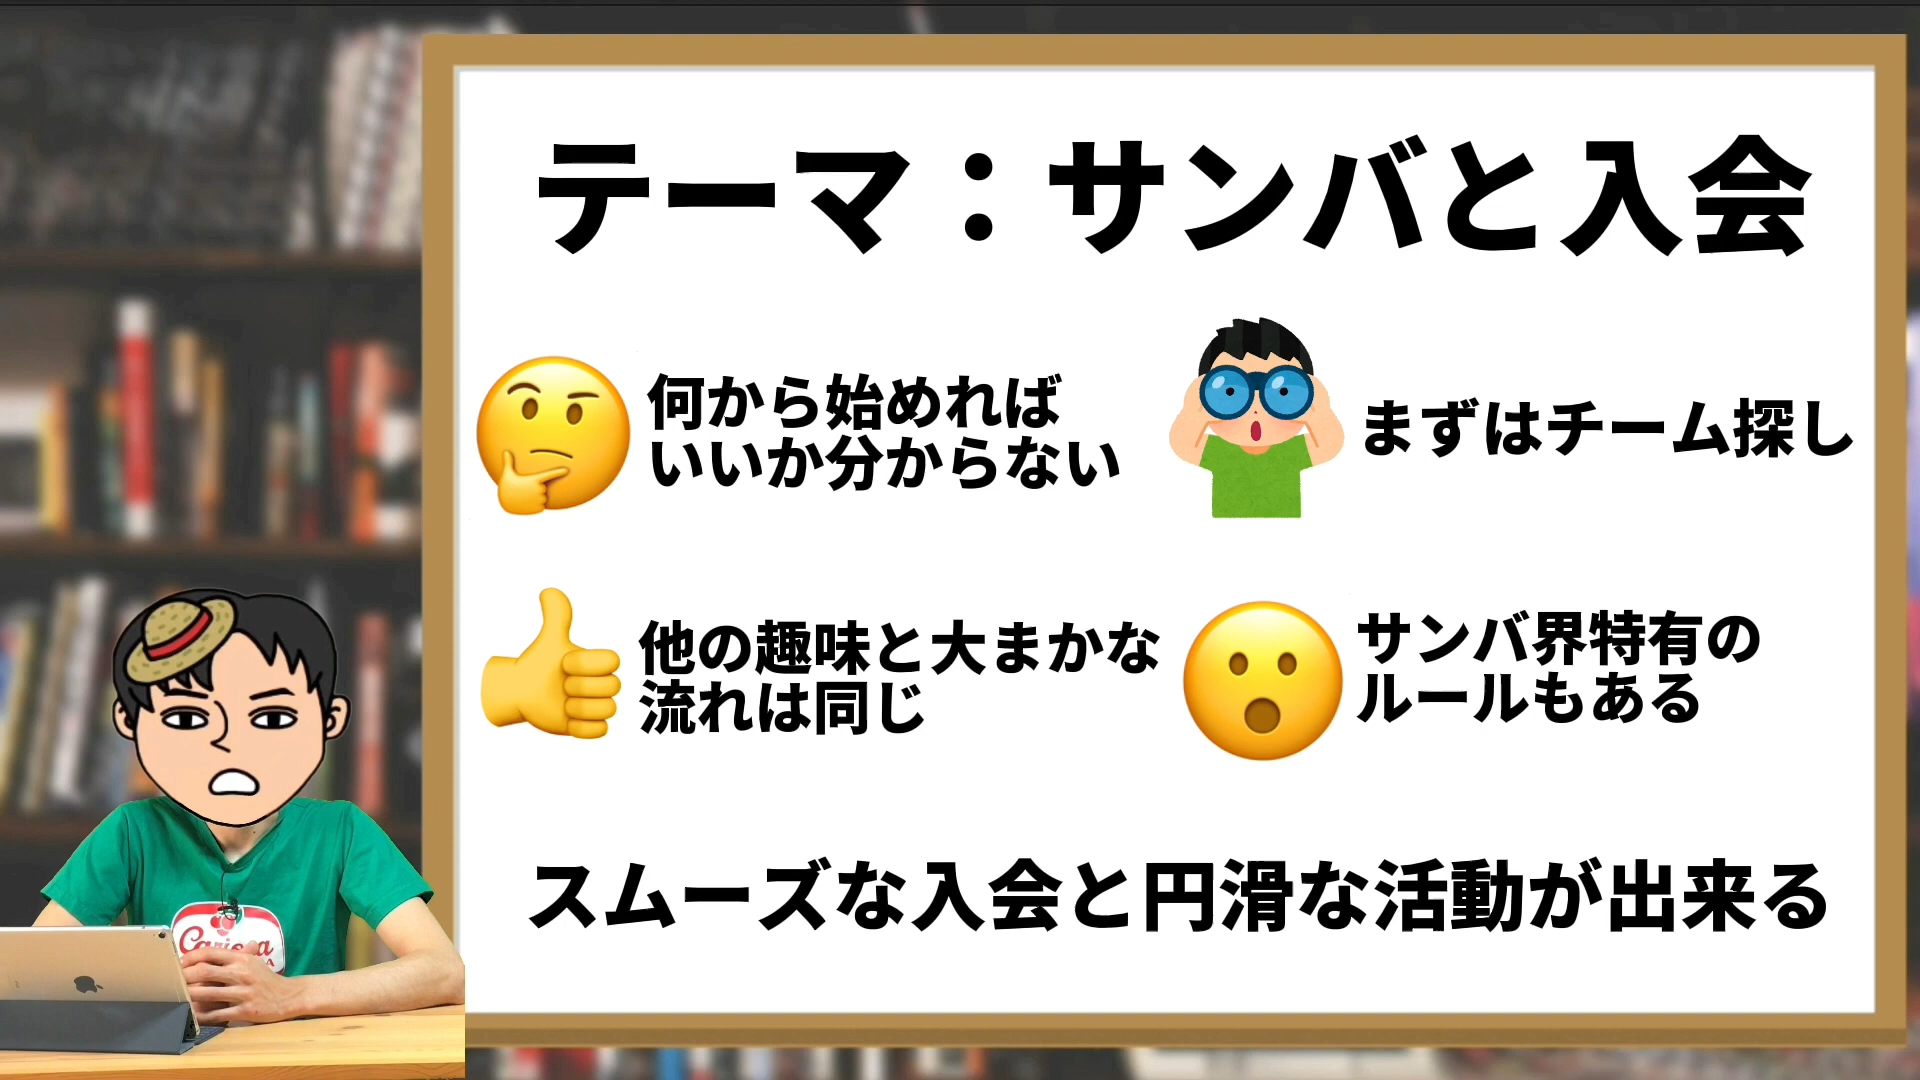 テーマ：サンバと入会
何から始めれば
いいか分からない
まずはチーム探し
他の趣味と大まかな
流れは同じ
サンバ界特有の
ルールもある
スムーズな入会と円滑な活動が出来る